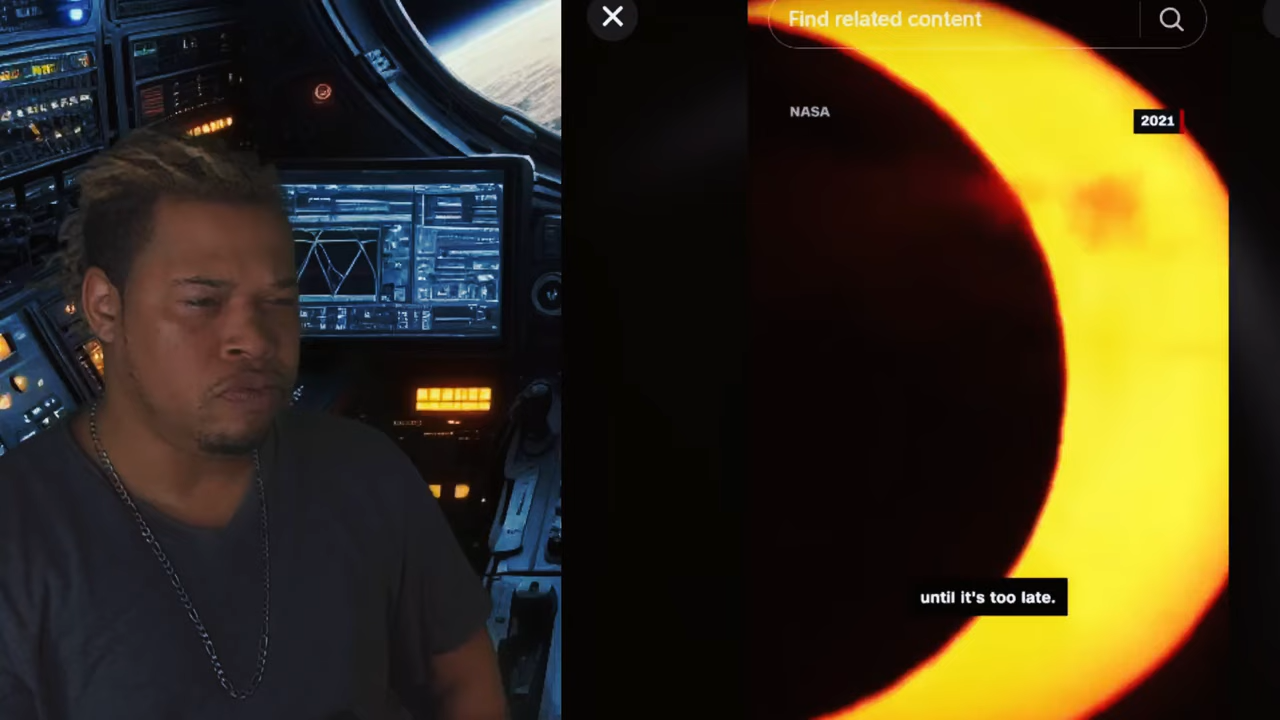 Find related content
NASA
2021
until it's too late.